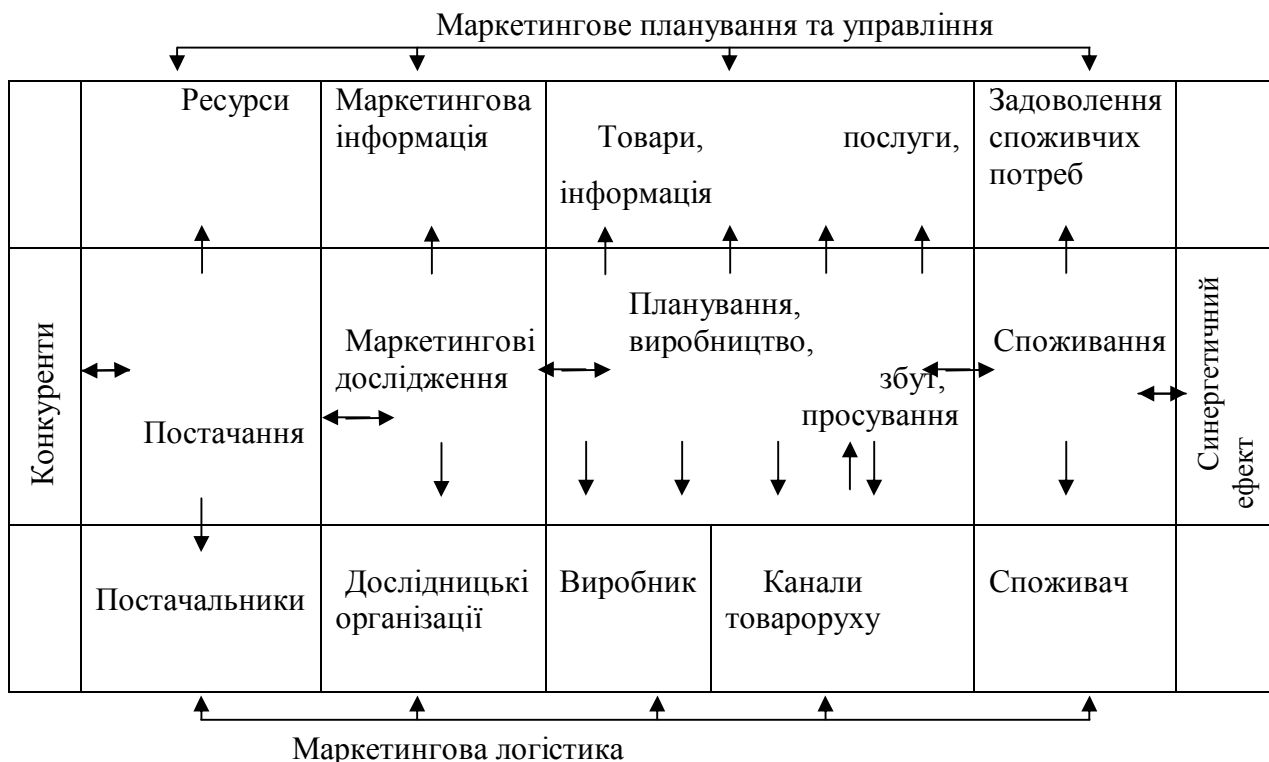 Маркетингове планування та управління
Ресурси
Маркетингова
інформація
Товари, послуги,
інформація
Задоволення
споживчих
потреб
Конкуренти
Постачання
Маркетингові
дослідження
Планування,
виробництво,
збут,
просування
Споживання
Синергетичний
ефект
Постачальники
Дослідницькі
організації
Виробник
Канали
товароруху
Споживач
Маркетингова логістика